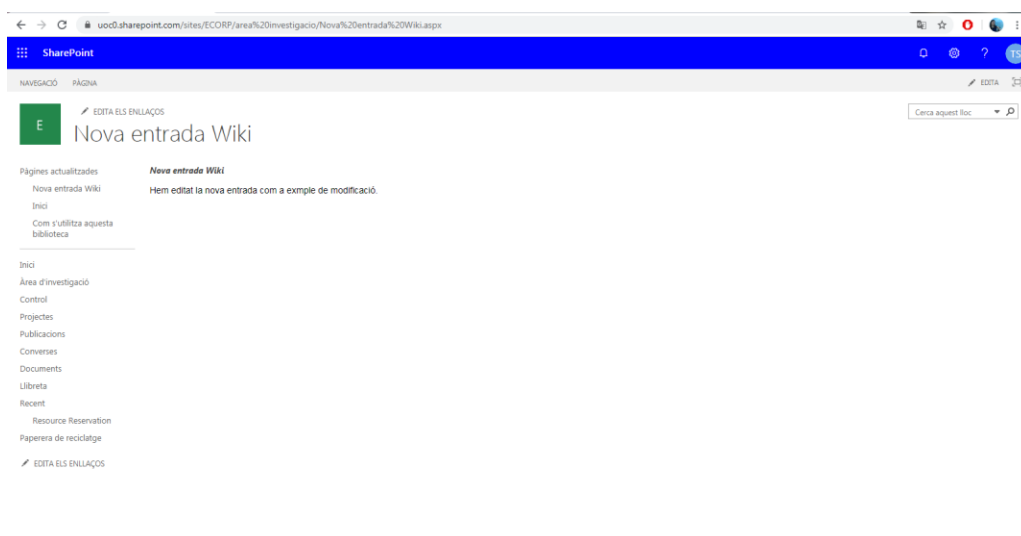 uoc0.sharepoint.com/sites/ECORP/area%20investigacio/Nova%20entrada%20Wiki.aspx
SharePoint
?
TS
NAVEGACIÓ PÀGINA
EDITA
EDITA ELS ENLLAÇOS
Cerca aquest lloc
E
Nova entrada Wiki
Pàgines actualitzades
Nova entrada Wiki
Inici
Com s'utilitza aquesta
biblioteca
Nova entrada Wiki
Hem editat la nova entrada com a exmple de modificació.
Inici
Àrea d'investigació
Control
Projectes
Publicacions
Converses
Documents
Llibreta
Recent
Resource Reservation
Paperera de reciclatge
EDITA ELS ENLLAÇOS